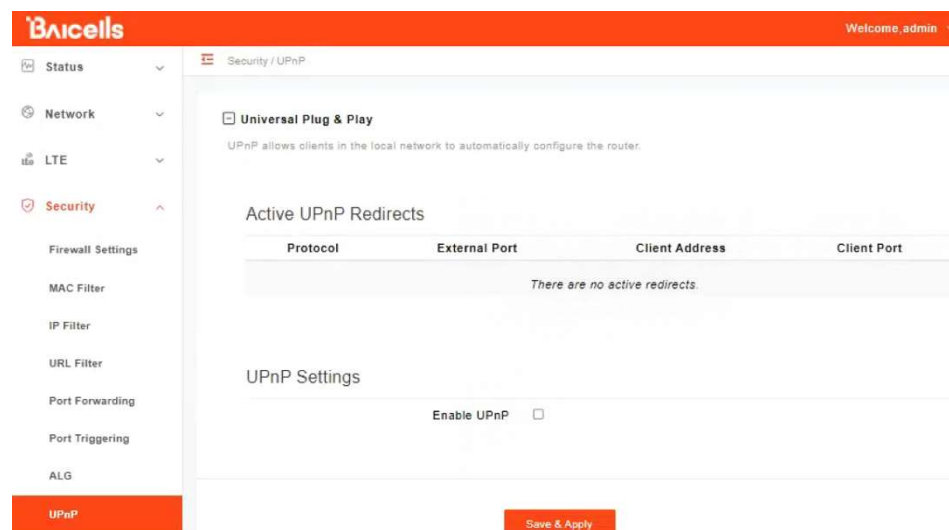 BAICELLS
Welcome,admin
Status
Network
LTE
Security
Firewall Settings
MAC Filter
IP Filter
URL Filter
Port Forwarding
Port Triggering
ALG
UPnP
Security / UPnP
Universal Plug & Play
UPnP allows clients in the local network to automatically configure the router.
Active UPnP Redirects
Protocol External Port Client Address Client Port
There are no active redirects.
UPnP Settings
Enable UPnP
Save & Apply